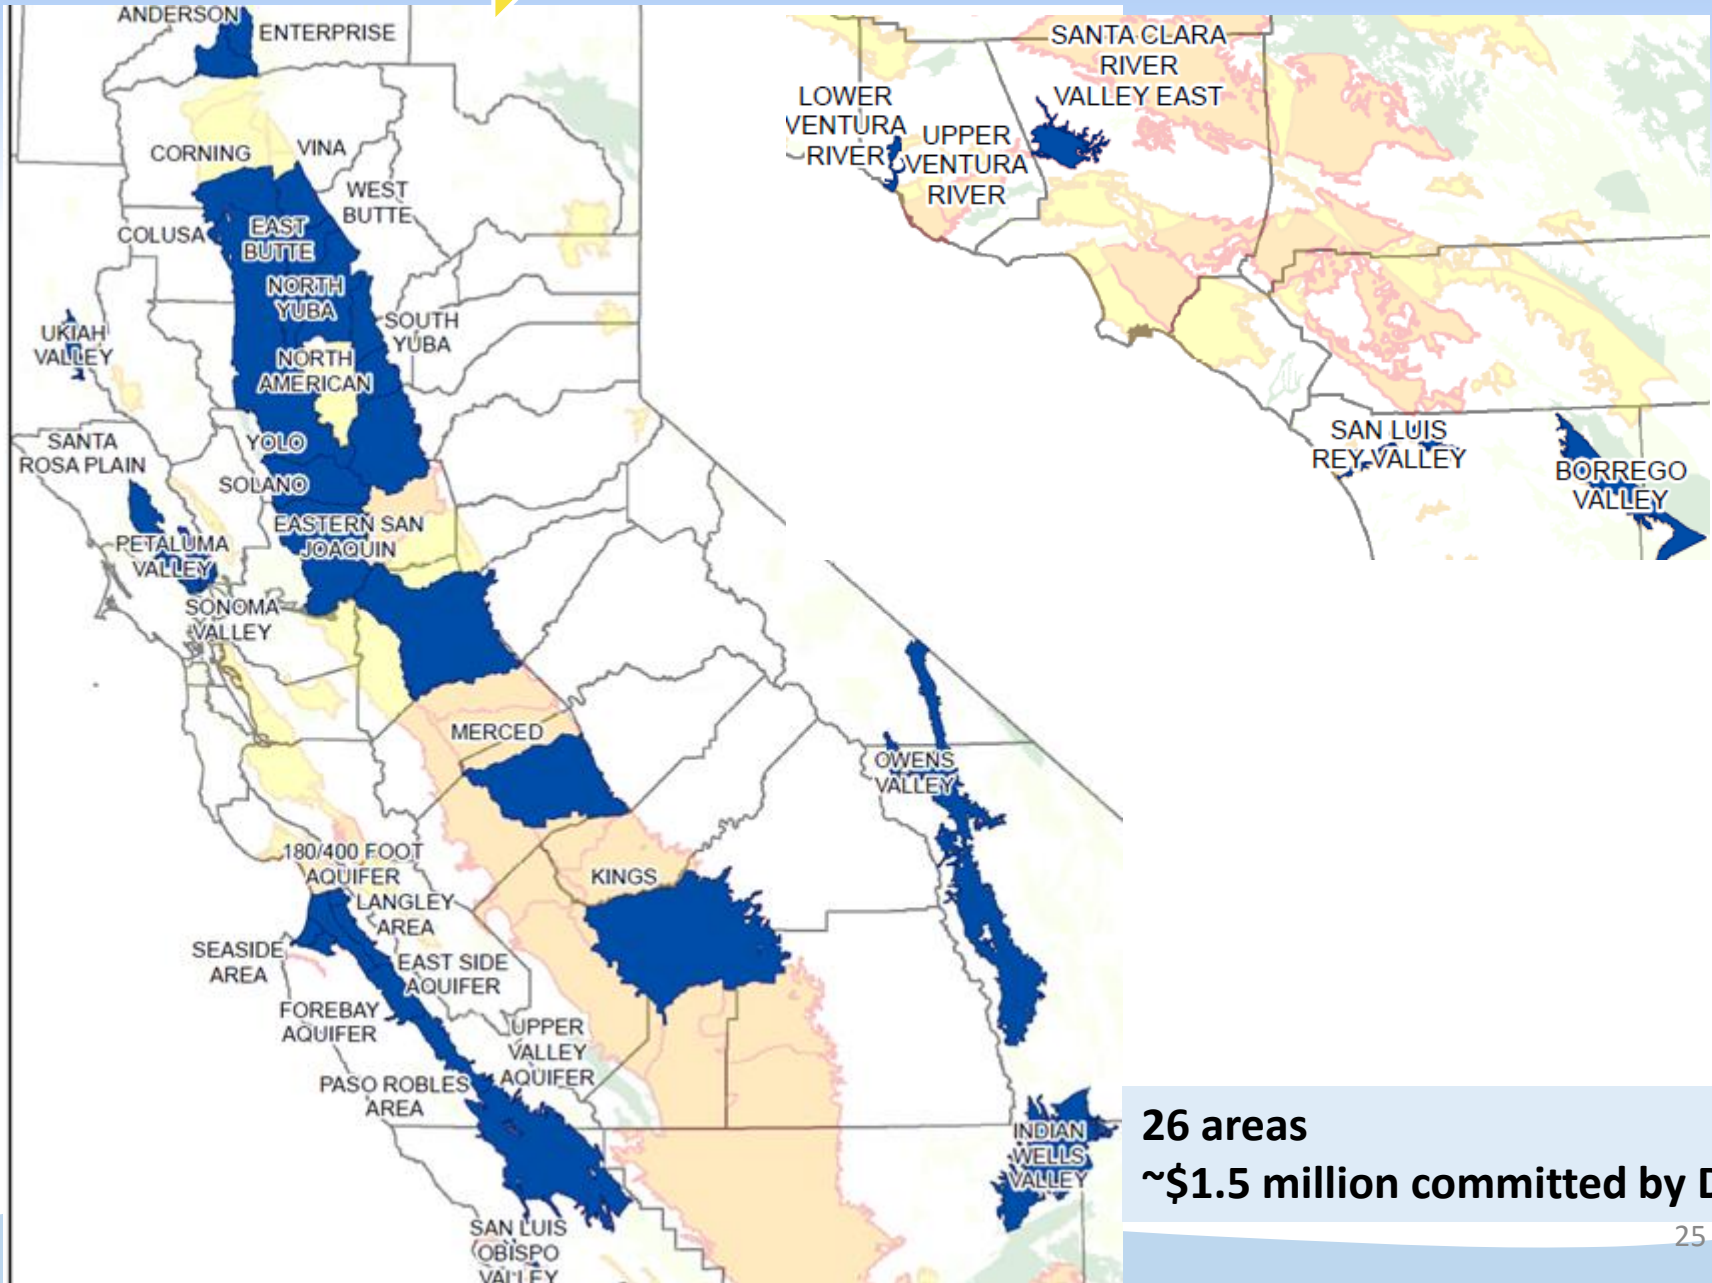 ANDERSON
ENTERPRISE
CORNING
VINA
WEST
BUTTE
COLUSA
EAST
BUTTE
NORTH
YUBA
SOUTH
YUBA
UKIAH
VALLEY
NORTH
AMERICAN
SANTA
ROSA PLAIN
YOLO
SOLANO
EASTERN SAN
JOAQUIN
PETALUMA
VALLEY
SONOMA
VALLEY
MERCED
OWENS
VALLEY
180/400 FOOT
AQUIFER
KINGS
LANGLEY
AREA
SEASIDE
AREA
EAST SIDE
AQUIFER
FOREBAY
AQUIFER
UPPER
VALLEY
AQUIFER
PASO ROBLES
AREA
INDIAN
WELLS
VALLEY
SAN LUIS
OBISPO
VALLEY
SANTA CLARA
RIVER
VALLEY EAST
LOWER
VENTURA
RIVER
UPPER
VENTURA
RIVER
SAN LUIS
REY VALLEY
BORREGO
VALLEY
26 areas
~$1.5 million committed by D
25